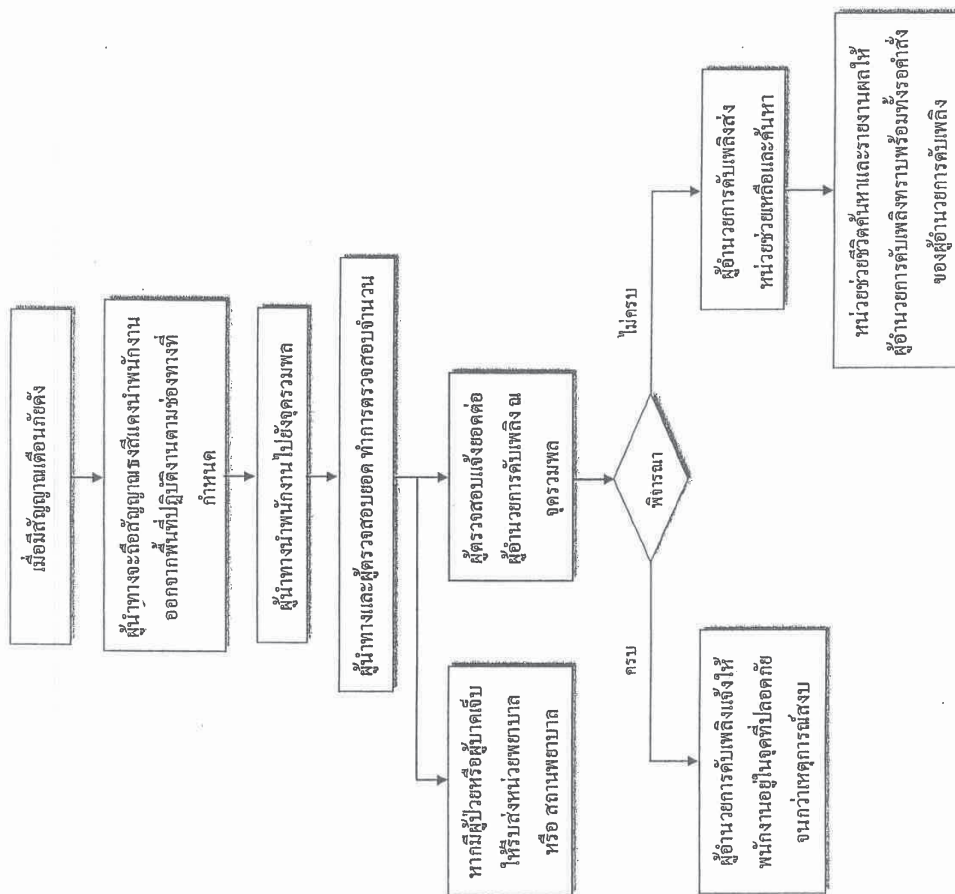 เมื่อมีสัญญาณเตือนภัยดัง
ผู้นำทางจะถือสัญญาณธงสีแดงนำพนักงาน
ออกจากพื้นที่ปฏิบัติงานตามช่องทางที่
กำหนด
ผู้นำทางนำพนักงานไปยังจุดรวมพล
ผู้นำทางและผู้ตรวจสอบยอด ทำการตรวจสอบจำนวน
หากมีผู้ป่วยหรือผู้บาดเจ็บ
ให้รีบส่งหน่วยพยาบาล
หรือ สถานพยาบาล
ผู้ตรวจสอบแจ้งยอดต่อ
ผู้อำนวยการดับเพลิง ณ
จุดรวมพล
พิจารณา
ครบ
ไม่ครบ
ผู้อำนวยการดับเพลิงแจ้งให้
พนักงานอยู่ในจุดที่ปลอดภัย
จนกว่าเหตุการณ์สงบ
ผู้อำนวยการดับเพลิงส่ง
หน่วยช่วยเหลือและค้นหา
หน่วยช่วยชีวิตค้นหาและรายงานผลให้
ผู้อำนวยการดับเพลิงทราบพร้อมทั้งรอคำสั่ง
ของผู้อำนวยการดับเพลิง